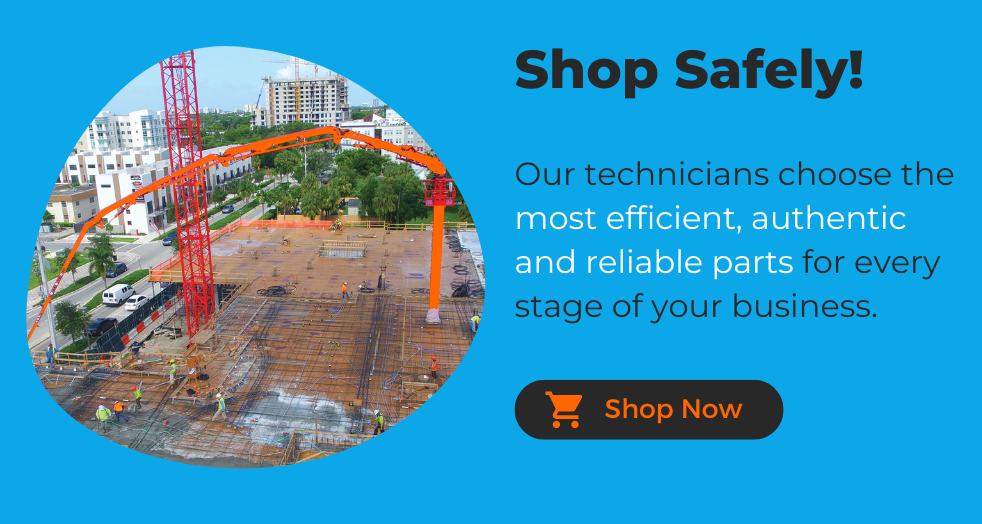 Shop Safely!
Our technicians choose the
most efficient, authentic
and reliable parts for every
stage of your business.
Shop Now